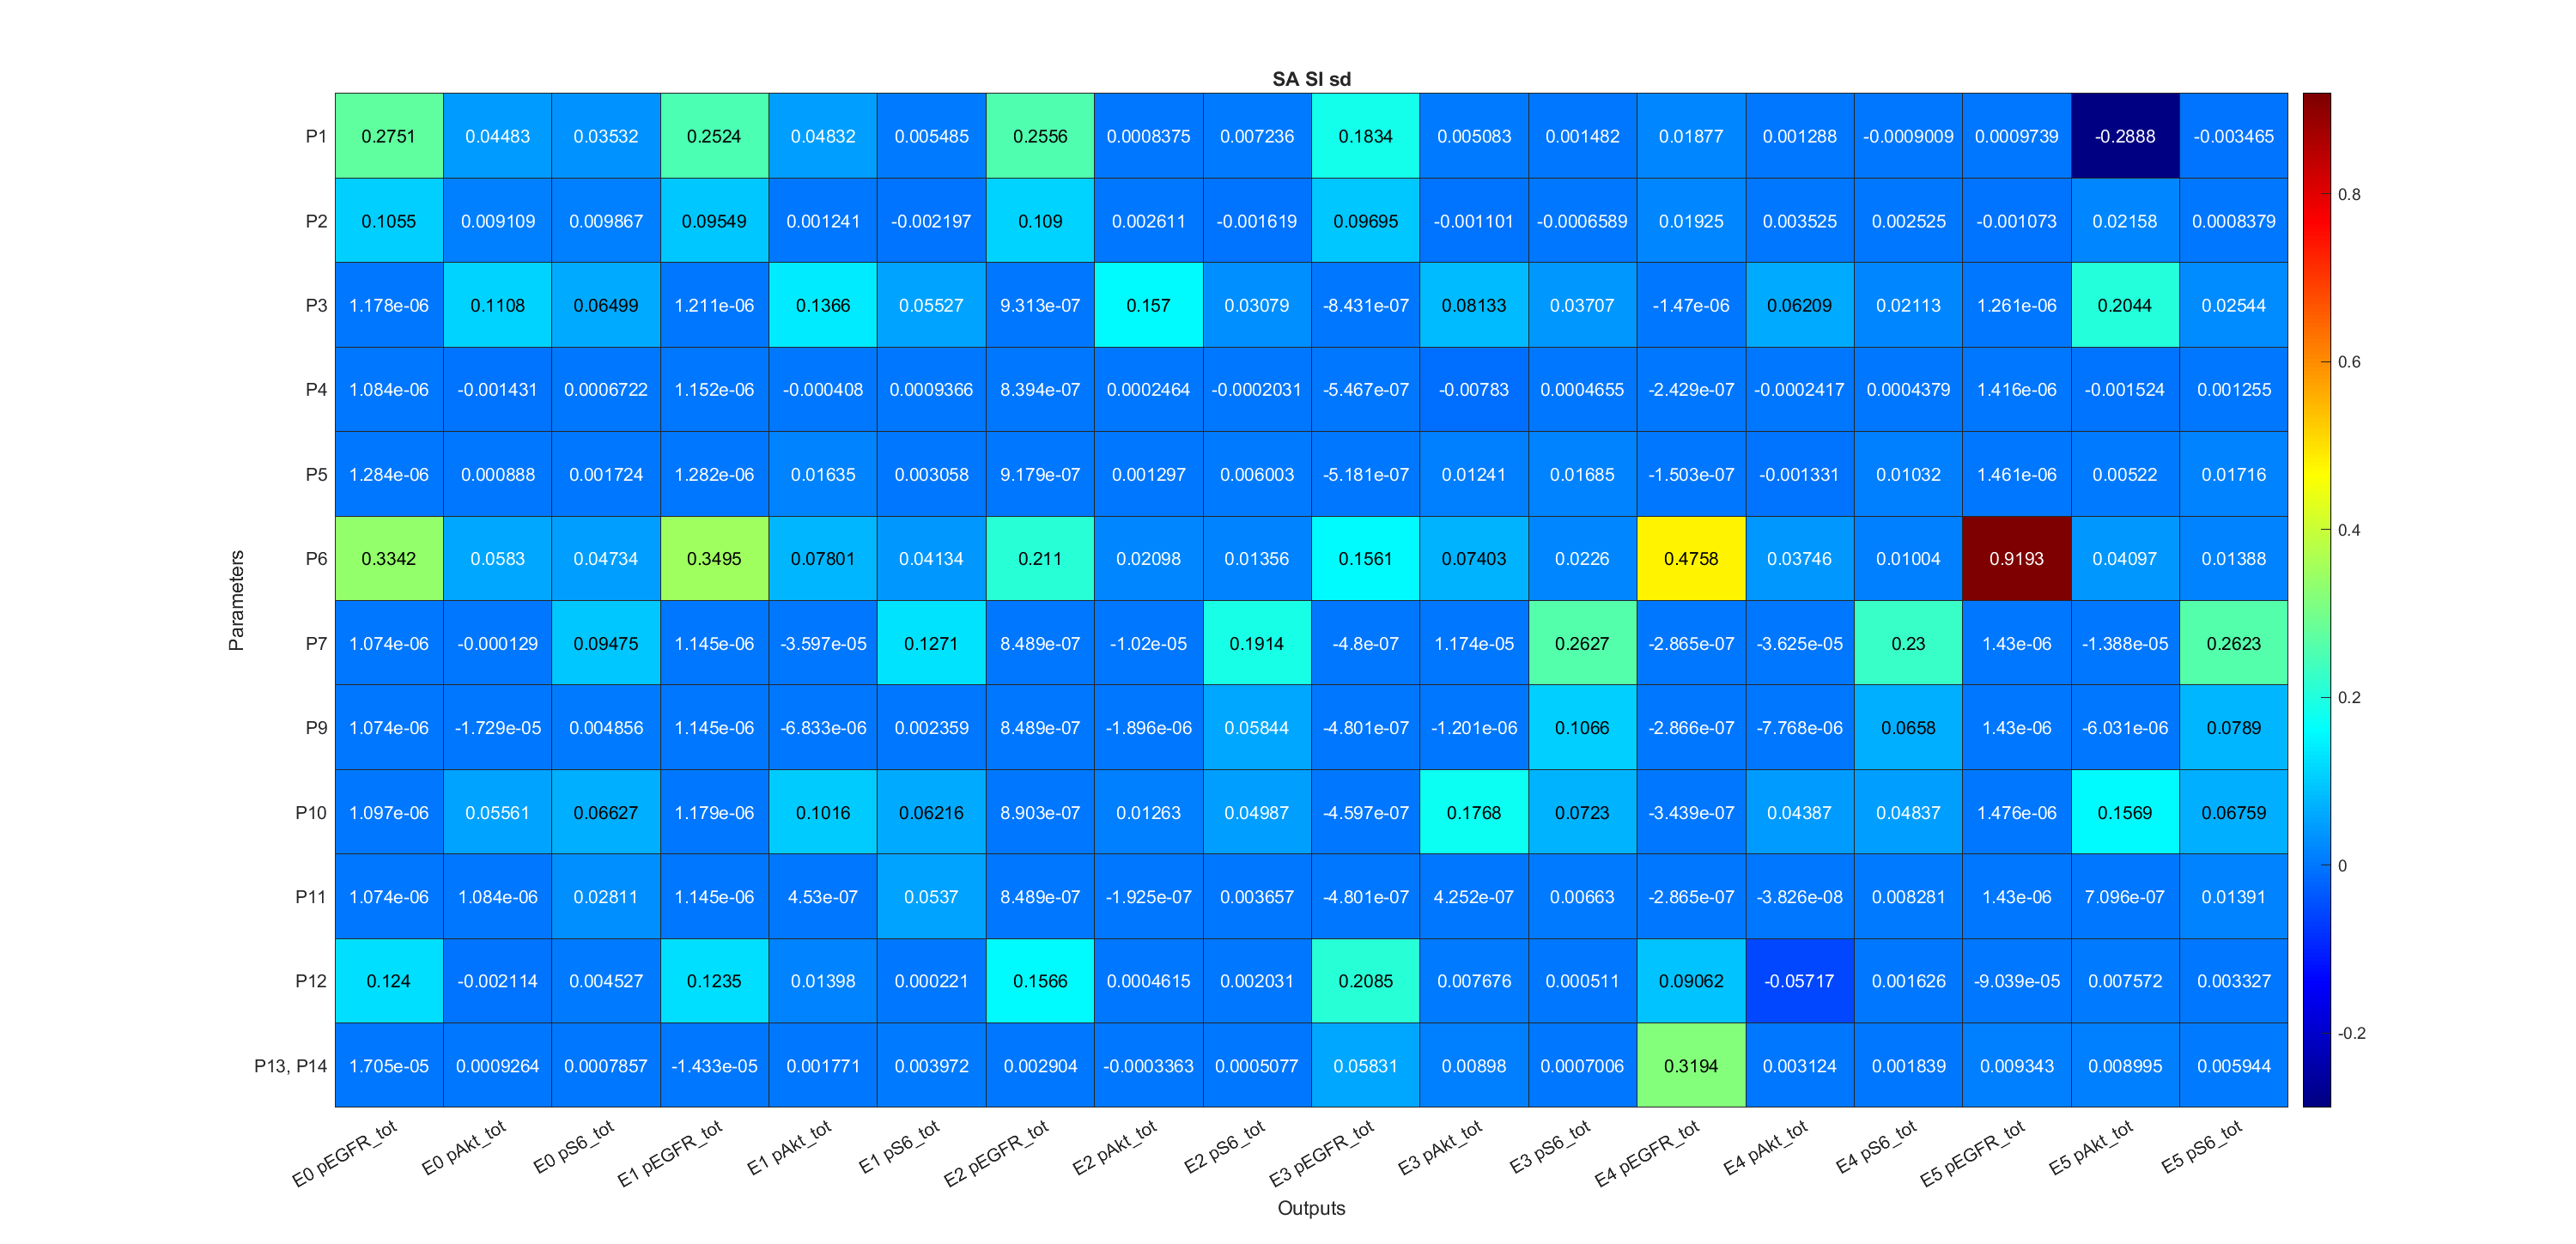 SA SI sd
P1 0.2751 0.04483 0.03532 0.2524 0.04832 0.005485 0.2556 0.0008375 0.007236 0.1834 0.005083 0.001482 0.01877 0.001288 -0.0009009 0.0009739 -0.2888 -0.003465
P2 0.1055 0.009109 0.009867 0.09549 0.001241 -0.002197 0.109 0.002611 -0.001619 0.09695 -0.001101 -0.0006589 0.01925 0.003525 0.002525 -0.001073 0.02158 0.0008379
P3 1.178e-06 0.1108 0.06499 1.211e-06 0.1366 0.05527 9.313e-07 0.157 0.03079 -8.431e-07 0.08133 0.03707 -1.47e-06 0.06209 0.02113 1.261e-06 0.2044 0.02544
P4 1.084e-06 -0.001431 0.0006722 1.152e-06 -0.000408 0.0009366 8.394e-07 0.0002464 -0.0002031 -5.467e-07 -0.00783 0.0004655 -2.429e-07 -0.0002417 0.0004379 1.416e-06 -0.001524 0.001255
P5 1.284e-06 0.000888 0.001724 1.282e-06 0.01635 0.003058 9.179e-07 0.001297 0.006003 -5.181e-07 0.01241 0.01685 -1.503e-07 -0.001331 0.01032 1.461e-06 0.00522 0.01716
P6 0.3342 0.0583 0.04734 0.3495 0.07801 0.04134 0.211 0.02098 0.01356 0.1561 0.07403 0.0226 0.4758 0.03746 0.01004 0.9193 0.04097 0.01388
P7 1.074e-06 -0.000129 0.09475 1.145e-06 -3.597e-05 0.1271 8.489e-07 -1.02e-05 0.1914 -4.8e-07 1.174e-05 0.2627 -2.865e-07 -3.625e-05 0.23 1.43e-06 -1.388e-05 0.2623
P9 1.074e-06 -1.729e-05 0.004856 1.145e-06 -6.833e-06 0.002359 8.489e-07 -1.896e-06 0.05844 -4.801e-07 -1.201e-06 0.1066 -2.866e-07 -7.768e-06 0.0658 1.43e-06 -6.031e-06 0.0789
P10 1.097e-06 0.05561 0.06627 1.179e-06 0.1016 0.06216 8.903e-07 0.01263 0.04987 -4.597e-07 0.1768 0.0723 -3.439e-07 0.04387 0.04837 1.476e-06 0.1569 0.06759
P11 1.074e-06 1.084e-06 0.02811 1.145e-06 4.53e-07 0.0537 8.489e-07 -1.925e-07 0.003657 -4.801e-07 4.252e-07 0.00663 -2.865e-07 -3.826e-08 0.008281 1.43e-06 7.096e-07 0.01391
P12 0.124 -0.002114 0.004527 0.1235 0.01398 0.000221 0.1566 0.0004615 0.002031 0.2085 0.007676 0.000511 0.09062 -0.05717 0.001626 -9.039e-05 0.007572 0.003327
P13, P14 1.705e-05 0.0009264 0.0007857 -1.433e-05 0.001771 0.003972 0.002904 -0.0003363 0.0005077 0.05831 0.00898 0.0007006 0.3194 0.003124 0.001839 0.009343 0.008995 0.005944
E0 pEGFR_tot E0 pAkt_tot E0 pS6_tot E1 pEGFR_tot E1 pAkt_tot E1 pS6_tot E2 pEGFR_tot E2 pAkt_tot E2 pS6_tot E3 pEGFR_tot E3 pAkt_tot E3 pS6_tot E4 pEGFR_tot E4 pAkt_tot E4 pS6_tot E5 pEGFR_tot E5 pAkt_tot E5 pS6_tot
Outputs
Parameters
0.8
0.6
0.4
0.2
0
-0.2